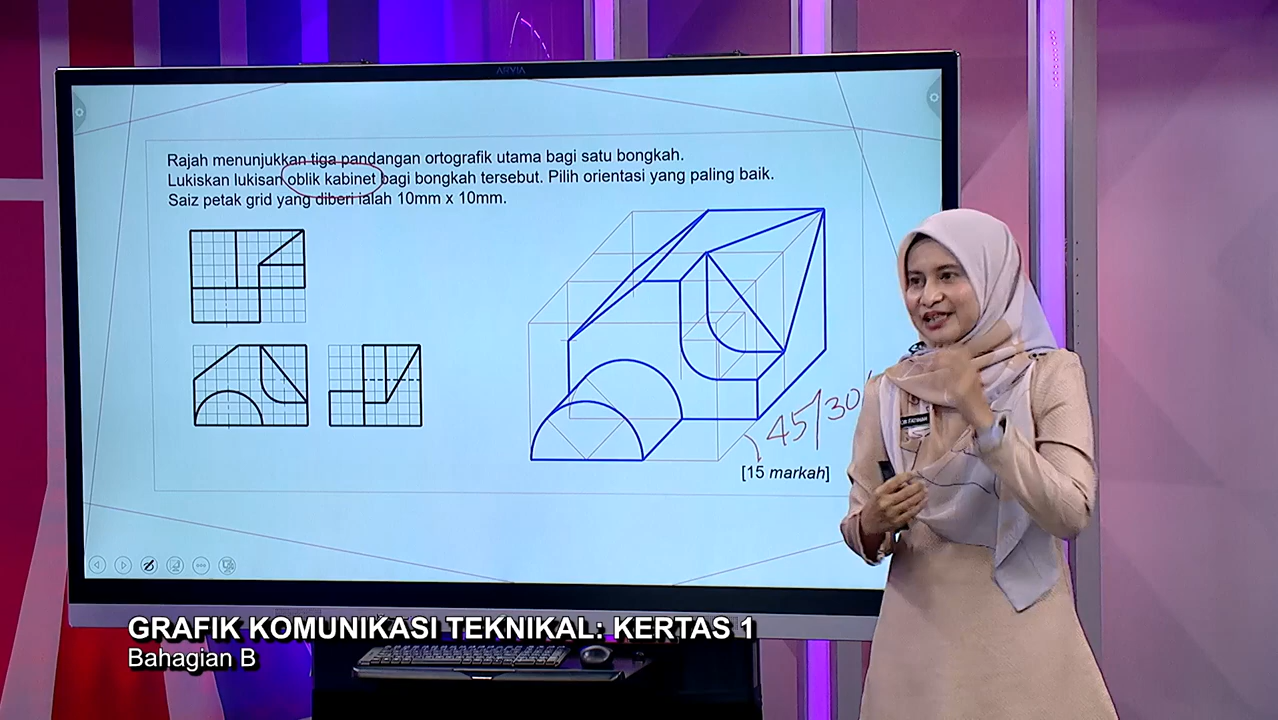 Rajah menunjukkan tiga pandangan ortografik utama bagi satu bongkah.
Lukiskan lukisan oblik kabinet bagi bongkah tersebut. Pilih orientasi yang paling baik.
Saiz petak grid yang diberi ialah 10mm x 10mm.
45/30
[15 markah]
GRAFIK KOMUNIKASI TEKNIKAL: KERTAS 1
Bahagian B